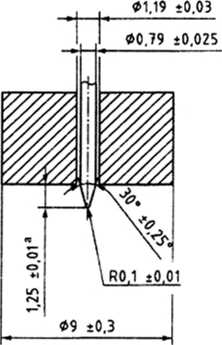 Ø1,19 ±0,03
Ø0,79 ±0,025
30° ±0,25°
1,25 ±0,01ª
R0,1 ±0,01
Ø9 ±0,3